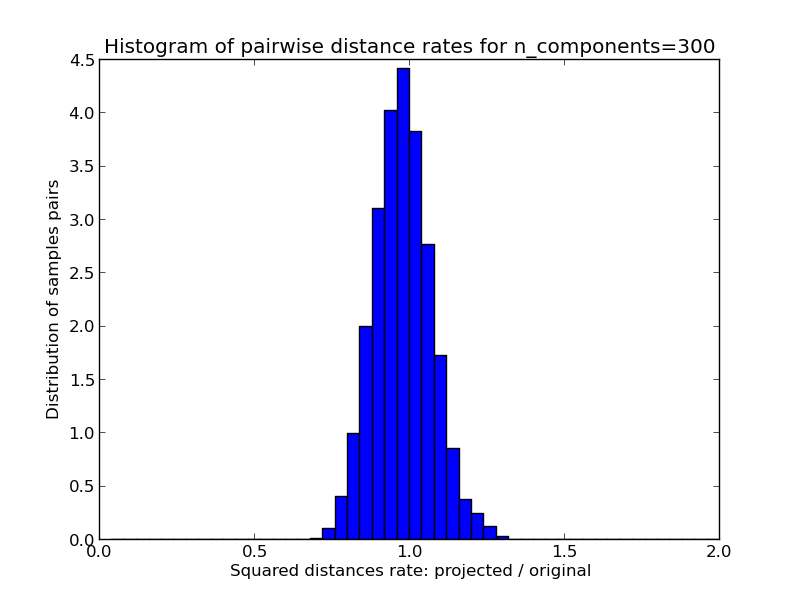 Histogram of pairwise distance rates for n_components=300
4.5
4.0
3.5
3.0
2.5
2.0
1.5
1.0
0.5
0.0
Distribution of samples pairs
0.0 0.5 1.0 1.5 2.0
Squared distances rate: projected / original